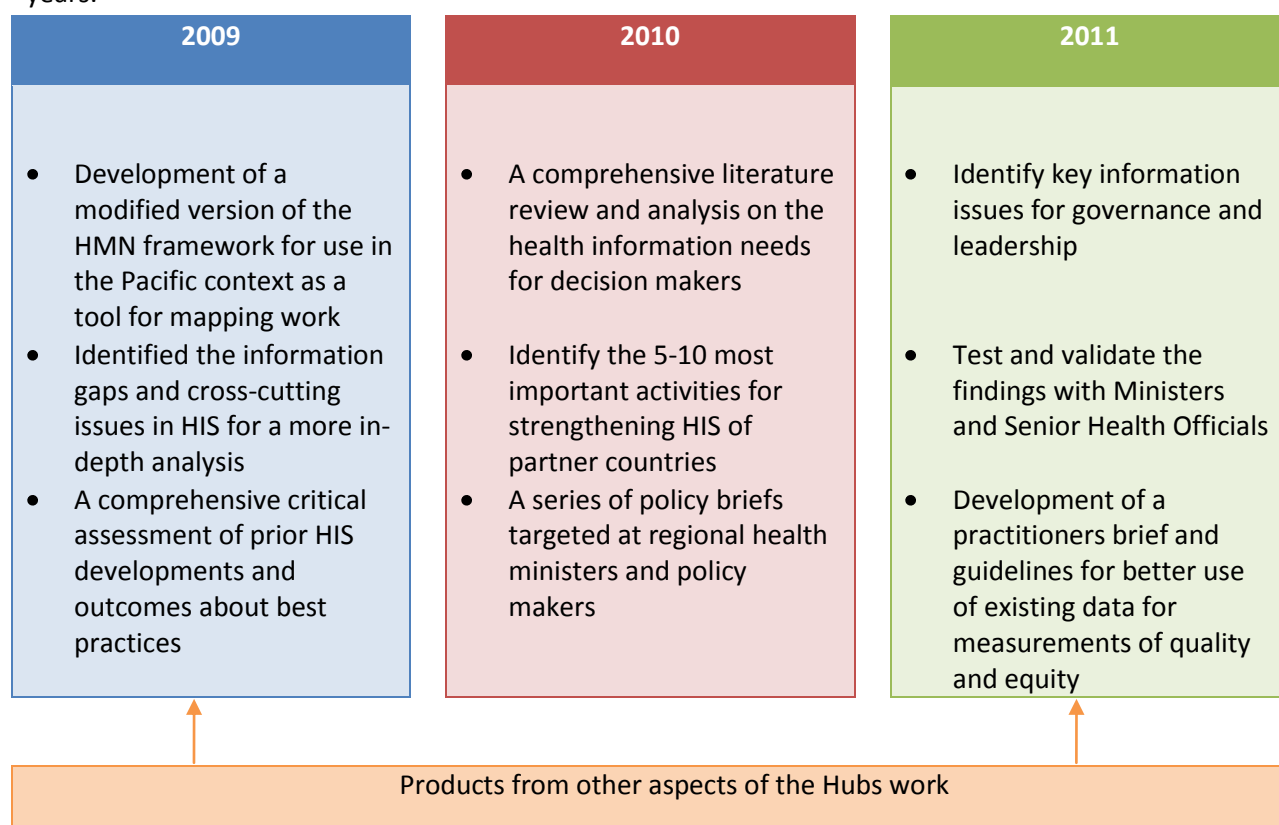 years.
2009
2010
2011
• Development of a
modified version of the
HMN framework for use in
the Pacific context as a
tool for mapping work
• Identified the information
gaps and cross-cutting
issues in HIS for a more in-
depth analysis
• A comprehensive critical
assessment of prior HIS
developments and
outcomes about best
practices
• A comprehensive literature
review and analysis on the
health information needs
for decision makers
• Identify the 5-10 most
important activities for
strengthening HIS of
partner countries
• A series of policy briefs
targeted at regional health
ministers and policy
makers
• Identify key information
issues for governance and
leadership
• Test and validate the
findings with Ministers
and Senior Health Officials
• Development of a
practitioners brief and
guidelines for better use
of existing data for
measurements of quality
and equity
Products from other aspects of the Hubs work